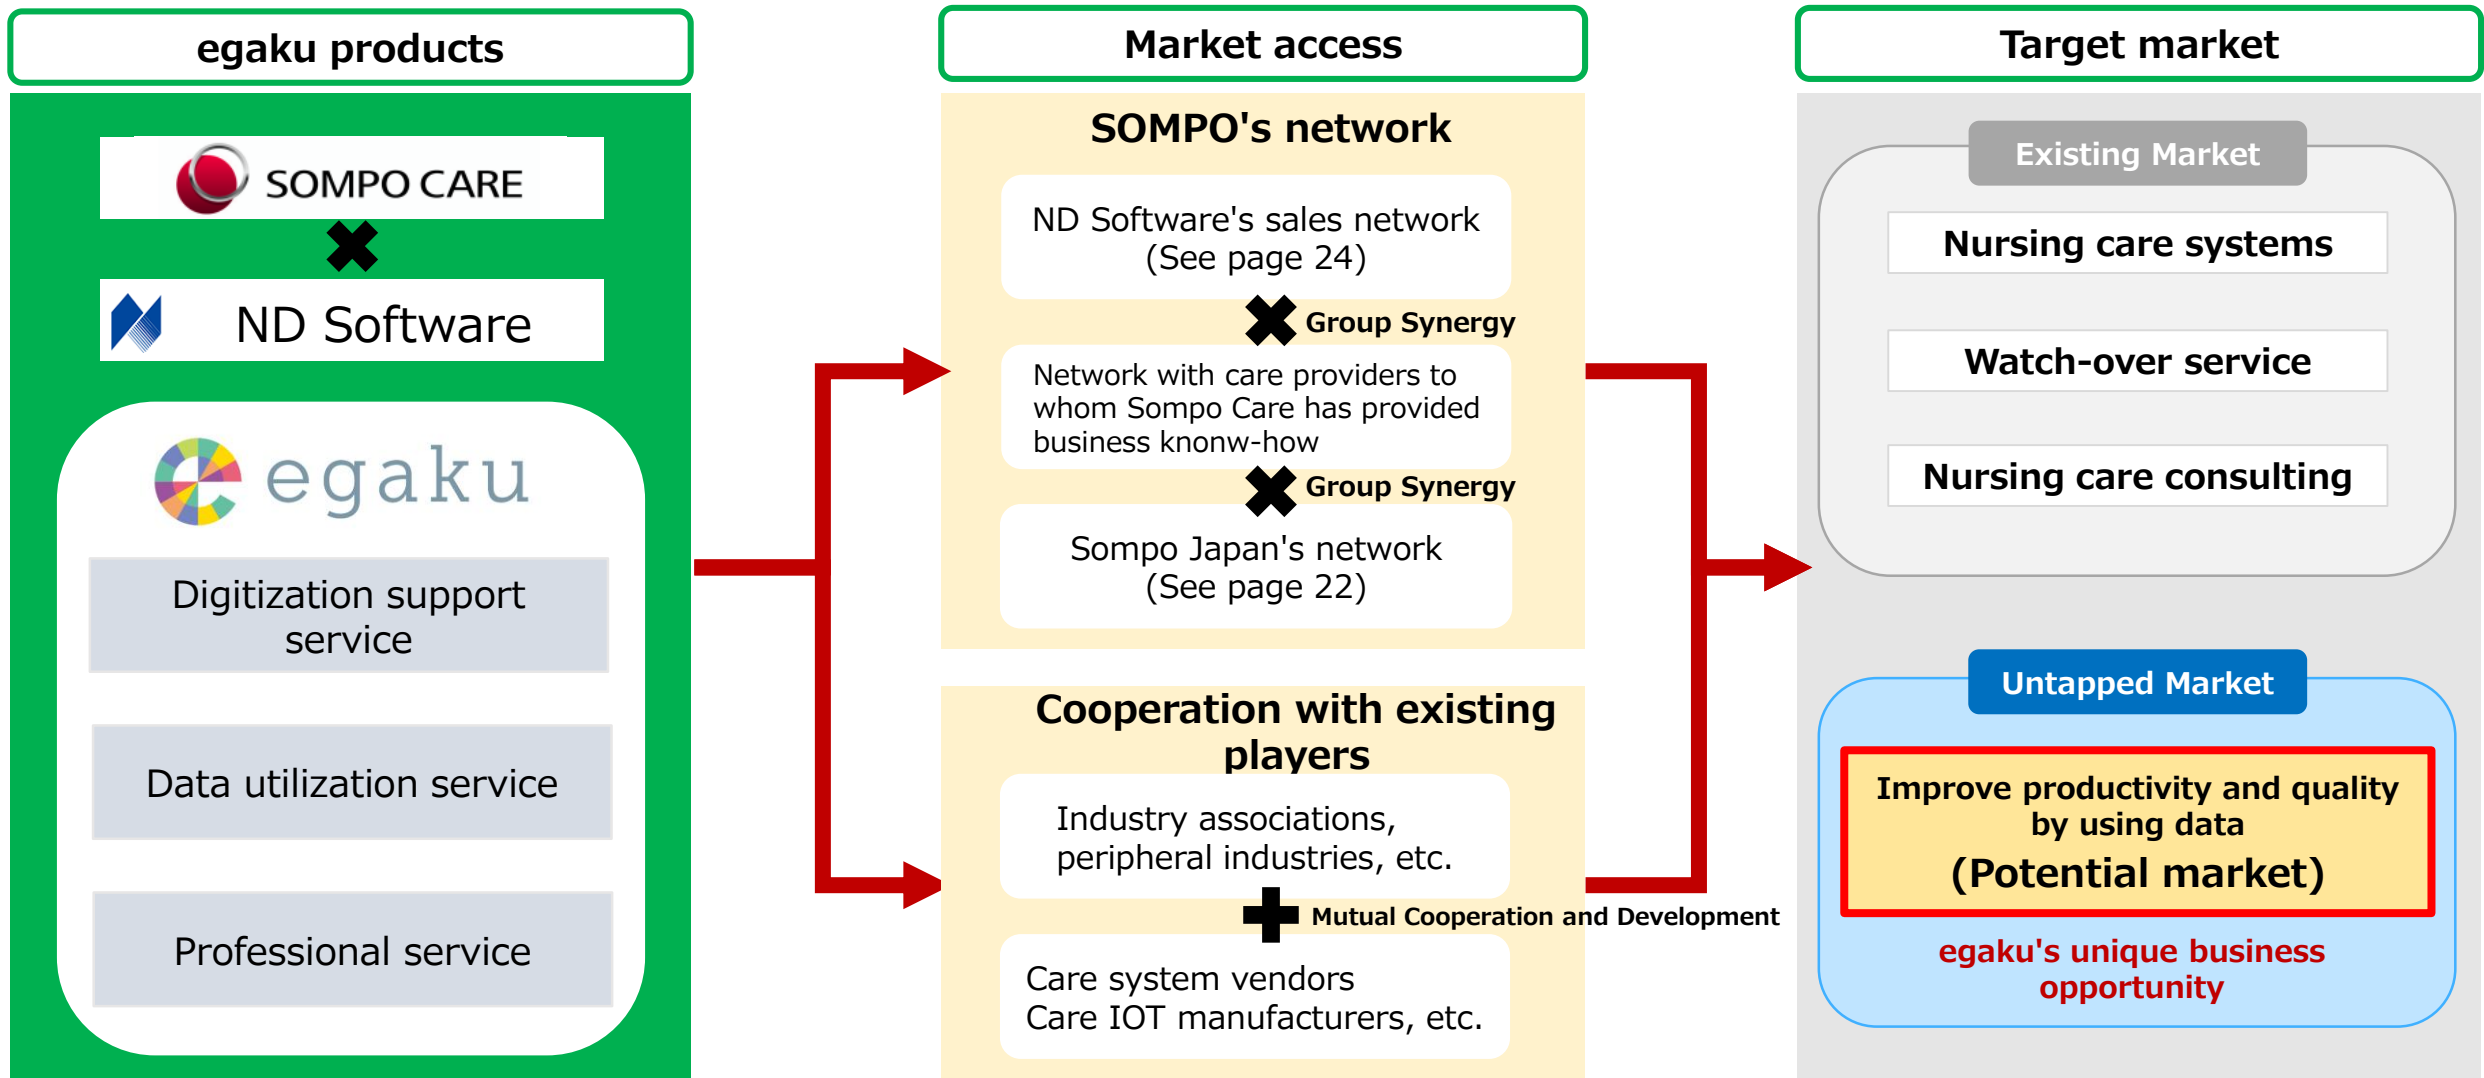 egaku products
SOMPO CARE
ND Software
egaku
Digitization support
service
Data utilization service
Professional service
Market access
SOMPO's network
ND Software's sales network
(See page 24)
Group Synergy
Network with care providers to
whom Sompo Care has provided
business knonw-how
Group Synergy
Sompo Japan's network
(See page 22)
Cooperation with existing
players
Industry associations,
peripheral industries, etc.
Mutual Cooperation and Development
Care system vendors
Care IOT manufacturers, etc.
Target market
Existing Market
Nursing care systems
Watch-over service
Nursing care consulting
Untapped Market
Improve productivity and quality
by using data
(Potential market)
egaku's unique business
opportunity